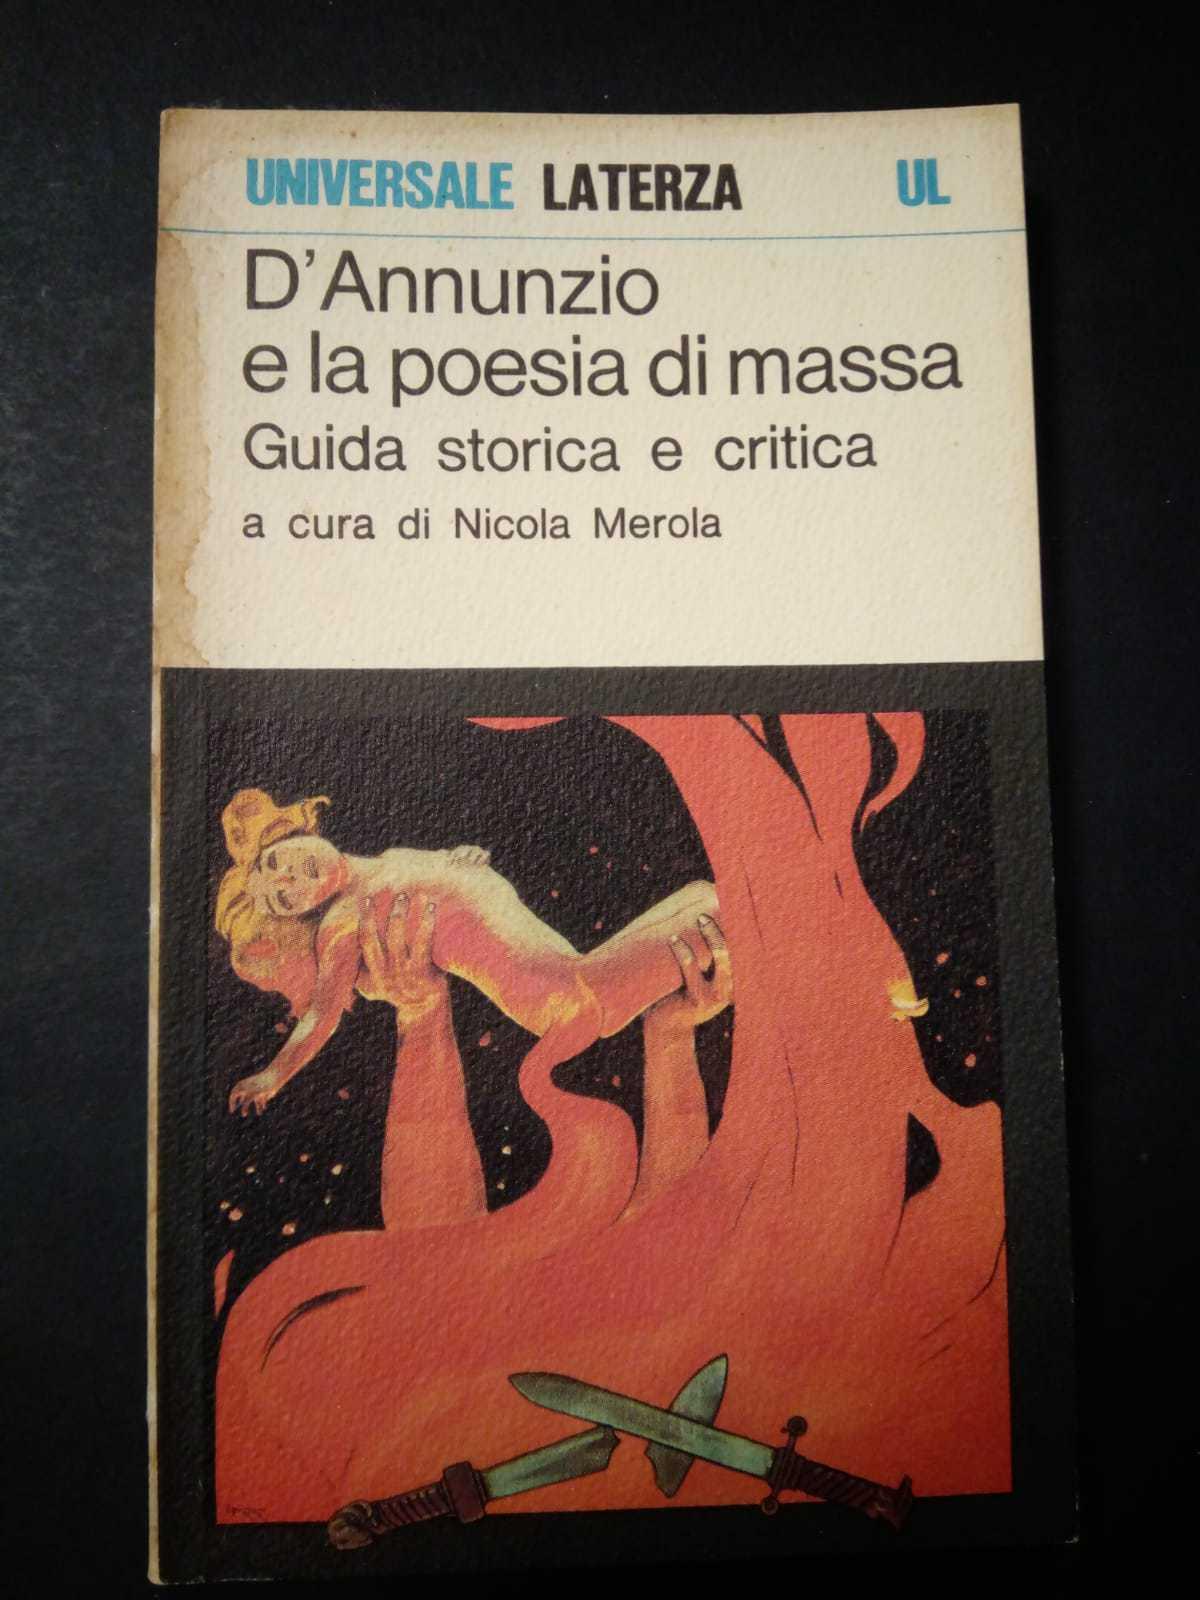 UNIVERSALE LATERZA UL
D'Annunzio
e la poesia di massa
Guida storica e critica
a cura di Nicola Merola